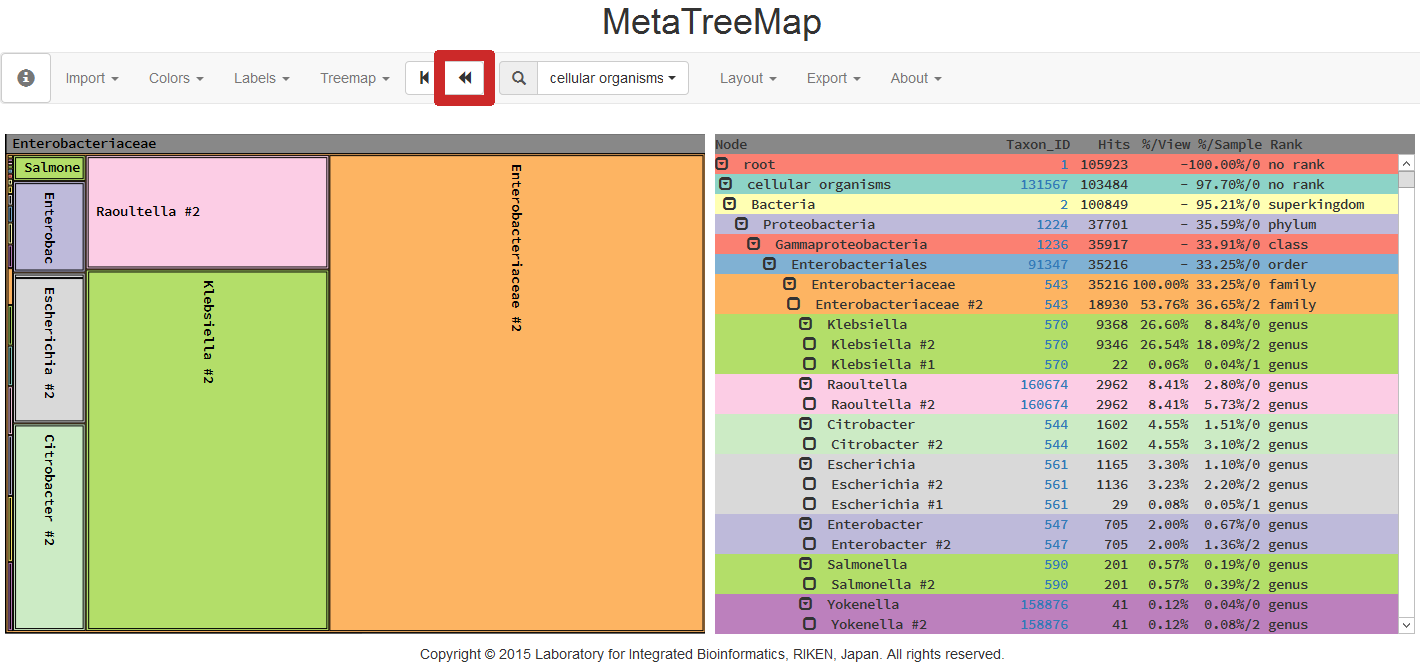 MetaTreeMap
Import Colors Labels Treemap cellular organisms Layout Export About
Enterobacteriaceae
Salmone
Enterobac
Escherichia #2
Citrobacter #2
Raoultella #2
Klebsiella #2
Enterobacteriaceae #2
Node Taxon_ID Hits %/View %/Sample Rank
root 1 105923 -100.00%/0 no rank
cellular organisms 131567 103484 - 97.70%/0 no rank
Bacteria 2 100849 - 95.21%/0 superkingdom
Proteobacteria 1224 37701 - 35.59%/0 phylum
Gammaproteobacteria 1236 35917 - 33.91%/0 class
Enterobacteriales 91347 35216 - 33.25%/0 order
Enterobacteriaceae 543 35216 100.00% 33.25%/0 family
Enterobacteriaceae #2 543 18930 53.76% 36.65%/2 family
Klebsiella 570 9368 26.60% 8.84%/0 genus
Klebsiella #2 570 9346 26.54% 18.09%/2 genus
Klebsiella #1 570 22 0.06% 0.04%/1 genus
Raoultella 160674 2962 8.41% 2.80%/0 genus
Raoultella #2 160674 2962 8.41% 5.73%/2 genus
Citrobacter 544 1602 4.55% 1.51%/0 genus
Citrobacter #2 544 1602 4.55% 3.10%/2 genus
Escherichia 561 1165 3.30% 1.10%/0 genus
Escherichia #2 561 1136 3.23% 2.20%/2 genus
Escherichia #1 561 29 0.08% 0.05%/1 genus
Enterobacter 547 705 2.00% 0.67%/0 genus
Enterobacter #2 547 705 2.00% 1.36%/2 genus
Salmonella 590 201 0.57% 0.19%/0 genus
Salmonella #2 590 201 0.57% 0.39%/2 genus
Yokenella 158876 41 0.12% 0.04%/0 genus
Yokenella #2 158876 41 0.12% 0.08%/2 genus
Copyright © 2015 Laboratory for Integrated Bioinformatics, RIKEN, Japan. All rights reserved.